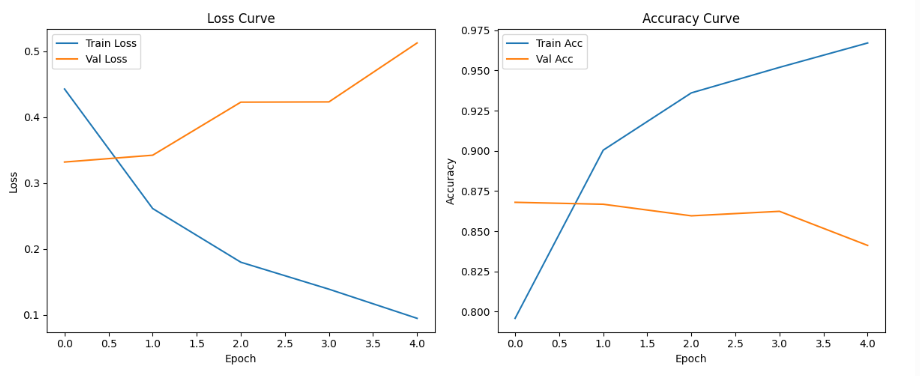 Loss Curve
Train Loss
Val Loss
0.5
0.4
0.3
0.2
0.1
Loss
0.0 0.5 1.0 1.5 2.0 2.5 3.0 3.5 4.0
Epoch
Accuracy Curve
Train Acc
Val Acc
0.975
0.950
0.925
0.900
0.875
0.850
0.825
0.800
Accuracy
0.0 0.5 1.0 1.5 2.0 2.5 3.0 3.5 4.0
Epoch